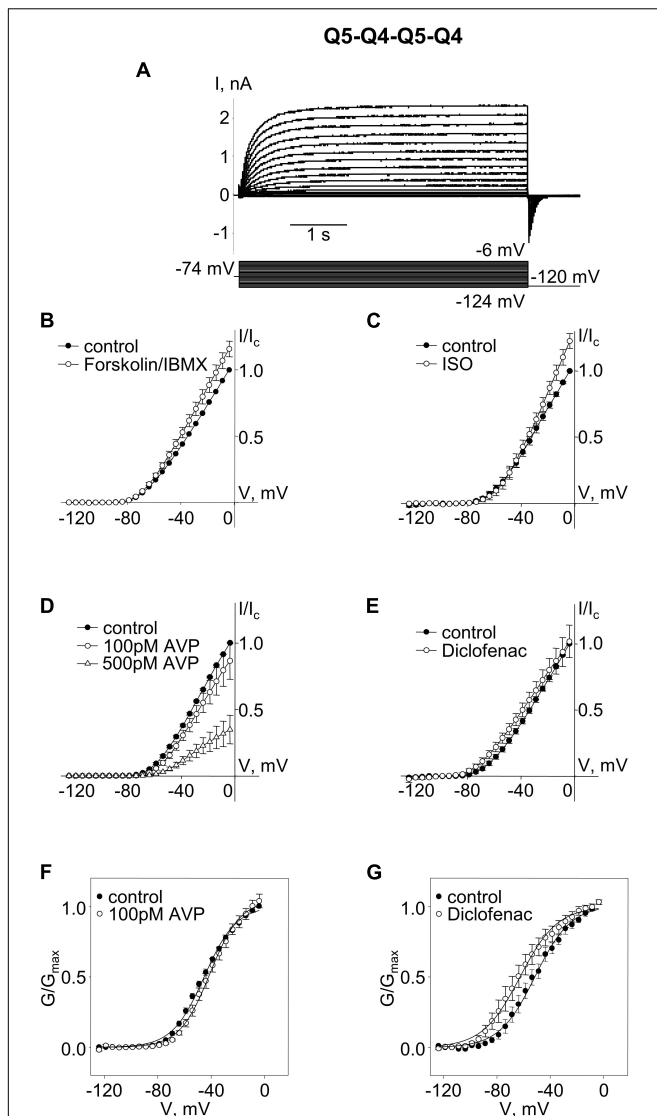 Q5-Q4-Q5-Q4
A
I, nA
2
1
0
-1
1 s
-6 mV
-74 mV
-120 mV
-124 mV
B
I/Ic
control
Forskolin/IBMX
1.0
0.5
V, mV
-120 -80 -40 0
C
I/Ic
control
ISO
1.0
0.5
V, mV
-120 -80 -40 0
D
I/Ic
control
100pM AVP
500pM AVP
1.0
0.5
V, mV
-120 -80 -40 0
E
I/Ic
control
Diclofenac
1.0
0.5
V, mV
-120 -80 -40 0
F
control
100pM AVP
1.0
0.5
0.0
G/Gmax
-120 -80 -40 0
V, mV
G
control
Diclofenac
1.0
0.5
0.0
G/Gmax
-120 -80 -40 0
V, mV